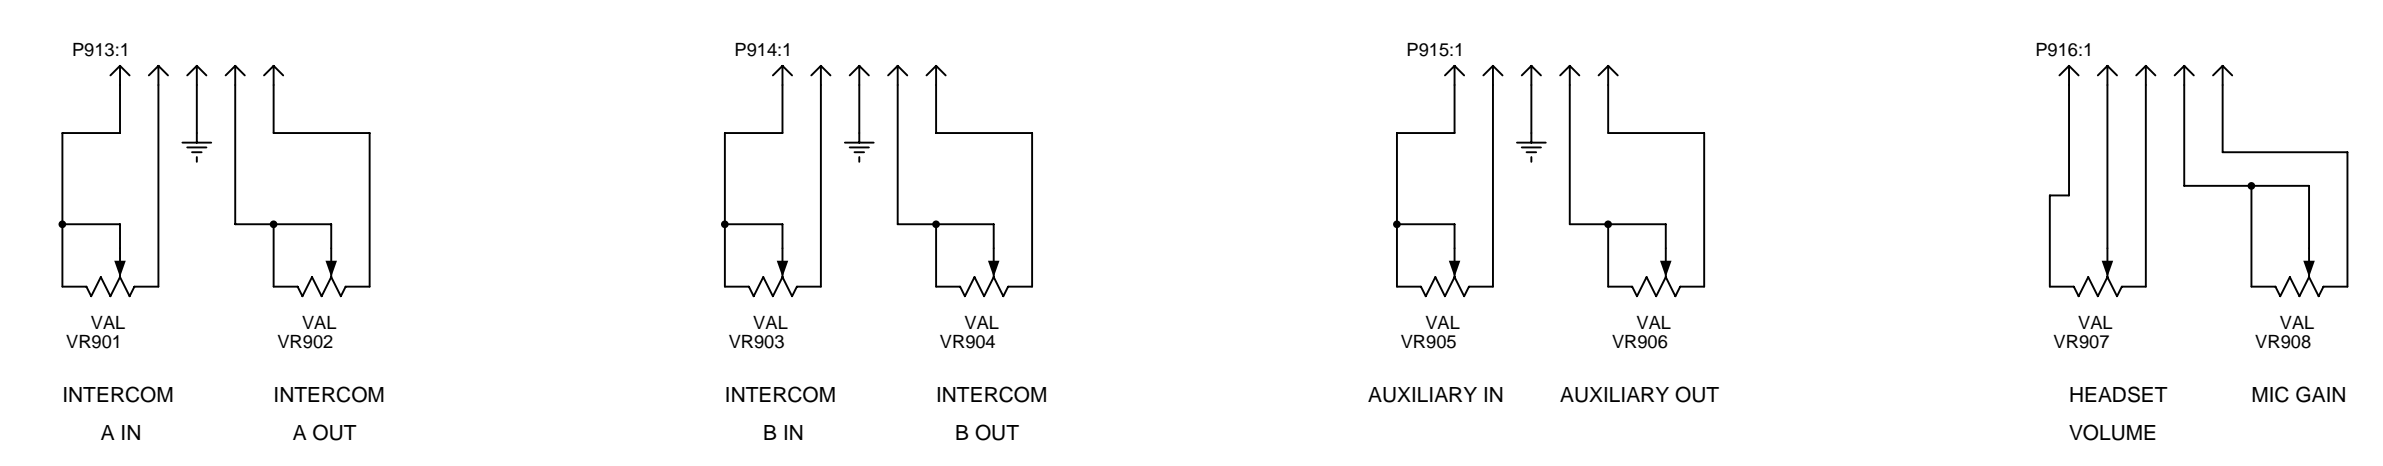 P913:1 P914:1 P915:1 P916:1
VAL VAL VAL VAL VAL VAL VAL VAL
VR901 VR902 VR903 VR904 VR905 VR906 VR907 VR908
INTERCOM INTERCOM INTERCOM INTERCOM AUXILIARY IN AUXILIARY OUT HEADSET MIC GAIN
A IN A OUT B IN B OUT VOLUME